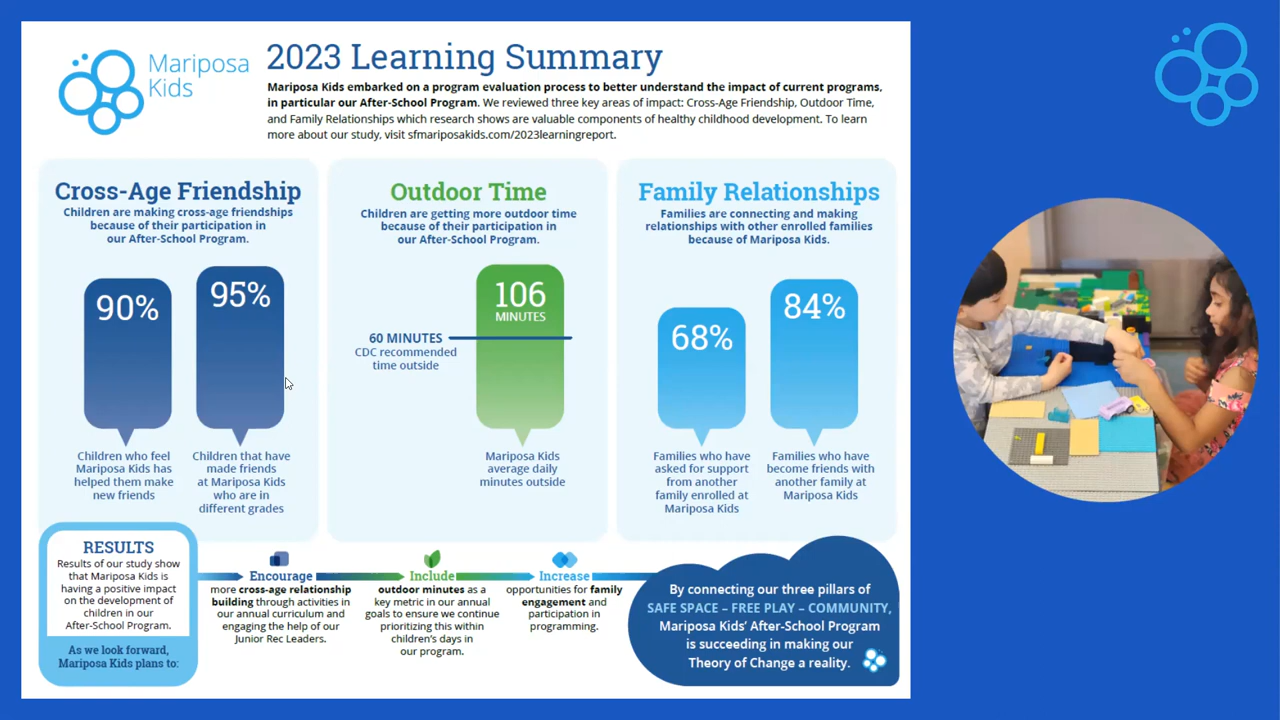 Mariposa
Kids
2023 Learning Summary
Mariposa Kids embarked on a program evaluation process to better understand the impact of current programs,
in particular our After-School Program. We reviewed three key areas of impact: Cross-Age Friendship, Outdoor Time,
and Family Relationships which research shows are valuable components of healthy childhood development. To learn
more about our study, visit sfmariposakids.com/2023learningreport.
Cross-Age Friendship
Children are making cross-age friendships
because of their participation in
our After-School Program.
90%
95%
Children who feel
Mariposa Kids has
helped them make
new friends
Children that have
made friends
at Mariposa Kids
who are in
different grades
Outdoor Time
Children are getting more outdoor time
because of their participation in
our After-School Program.
106
MINUTES
60 MINUTES
CDC recommended
time outside
Mariposa Kids
average daily
minutes outside
Family Relationships
Families are connecting and making
relationships with other enrolled families
because of Mariposa Kids.
68%
84%
Families who have
asked for support
from another
family enrolled at
Mariposa Kids
Families who have
become friends with
another family at
Mariposa Kids
RESULTS
Results of our study show
that Mariposa Kids is
having a positive impact
on the development of
children in our
After-School Program.
As we look forward,
Mariposa Kids plans to:
Encourage
more cross-age relationship
building through activities in
our annual curriculum and
engaging the help of our
Junior Rec Leaders.
Include
outdoor minutes as a
key metric in our annual
goals to ensure we continue
prioritizing this within
children's days in
our program.
Increase
opportunities for family
engagement and
participation in
programming.
By connecting our three pillars of
SAFE SPACE – FREE PLAY – COMMUNITY,
Mariposa Kids' After-School Program
is succeeding in making our
Theory of Change a reality.